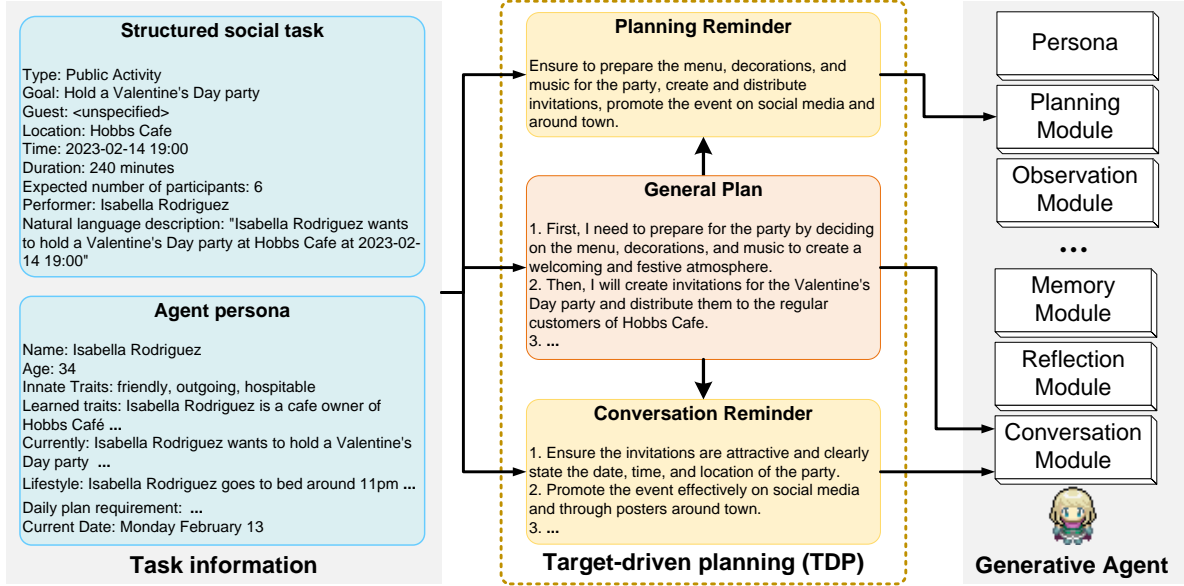 Structured social task
Type: Public Activity
Goal: Hold a Valentine's Day party
Guest: <unspecified>
Location: Hobbs Cafe
Time: 2023-02-14 19:00
Duration: 240 minutes
Expected number of participants: 6
Performer: Isabella Rodriguez
Natural language description: "Isabella Rodriguez wants
to hold a Valentine's Day party at Hobbs Cafe at 2023-02-
14 19:00"
Agent persona
Name: Isabella Rodriguez
Age: 34
Innate Traits: friendly, outgoing, hospitable
Learned traits: Isabella Rodriguez is a cafe owner of
Hobbs Café ...
Currently: Isabella Rodriguez wants to hold a Valentine's
Day party ...
Lifestyle: Isabella Rodriguez goes to bed around 11pm ...
Daily plan requirement: ...
Current Date: Monday February 13
Task information
Planning Reminder
Ensure to prepare the menu, decorations, and
music for the party, create and distribute
invitations, promote the event on social media and
around town.
General Plan
1. First, I need to prepare for the party by deciding
on the menu, decorations, and music to create a
welcoming and festive atmosphere.
2. Then, I will create invitations for the Valentine's
Day party and distribute them to the regular
customers of Hobbs Cafe.
3. ...
Conversation Reminder
1. Ensure the invitations are attractive and clearly
state the date, time, and location of the party.
2. Promote the event effectively on social media
and through posters around town.
3. ...
Target-driven planning (TDP)
Persona
Planning
Module
Observation
Module
...
Memory
Module
Reflection
Module
Conversation
Module
Generative Agent